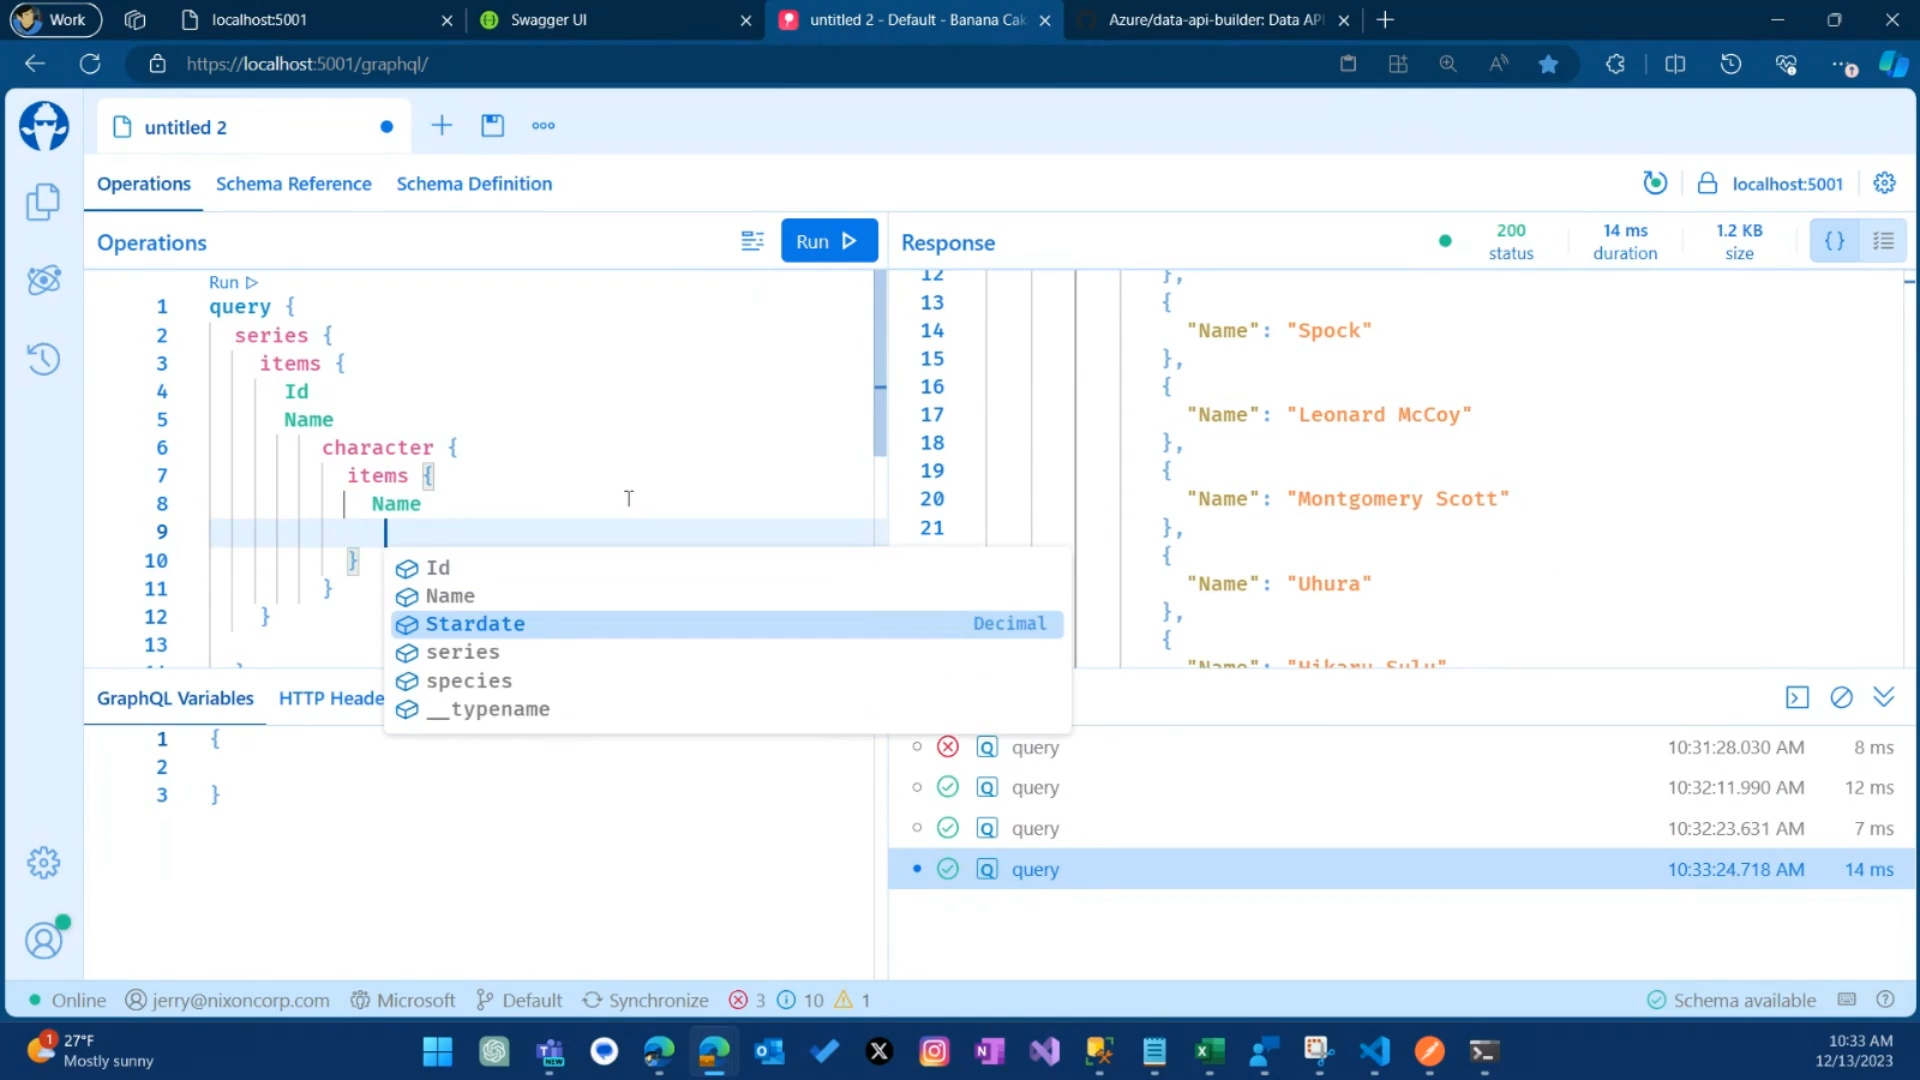 Work
localhost:5001
Swagger UI
untitled 2 - Default - Banana Cak
Azure/data-api-builder: Data API
https://localhost:5001/graphql/
untitled 2
Operations
Schema Reference
Schema Definition
localhost:5001
Operations
Run
Response
200
status
14 ms
duration
1.2 KB
size
Run
1 query {
2 series {
3 items {
4 Id
5 Name
6 character {
7 items {
8 Name
9
10 }
11 }
12 }
13
Id
Name
Stardate Decimal
series
species
__typename
12 },
13 {
14 "Name": "Spock"
15 },
16 {
17 "Name": "Leonard McCoy"
18 },
19 {
20 "Name": "Montgomery Scott"
21 },
{
"Name": "Uhura"
},
{
"Name": "Hikaru Sulu"
GraphQL Variables
HTTP Heade
1 {
2
3 }
Q query 10:31:28.030 AM 8 ms
Q query 10:32:11.990 AM 12 ms
Q query 10:32:23.631 AM 7 ms
Q query 10:33:24.718 AM 14 ms
Online
jerry@nixoncorp.com
Microsoft
Default
Synchronize
3
10
1
Schema available
1
27°F
Mostly sunny
NEW
10:33 AM
12/13/2023